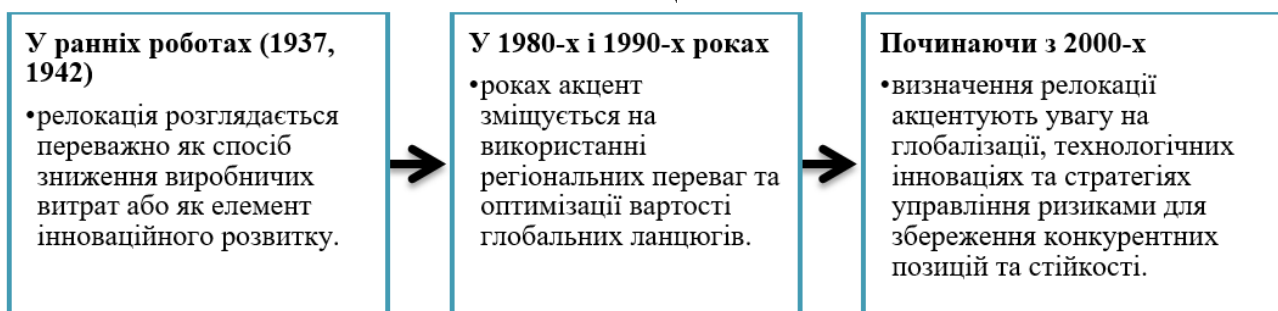 У ранніх роботах (1937,
1942)
•релокація розглядається
переважно як спосіб
зниження виробничих
витрат або як елемент
інноваційного розвитку.
У 1980-х і 1990-х роках
•роках акцент
зміщується на
використанні
регіональних переваг та
оптимізації вартості
глобальних ланцюгів.
Починаючи з 2000-х
•визначення релокації
акцентують увагу на
глобалізації, технологічних
інноваціях та стратегіях
управління ризиками для
збереження конкурентних
позицій та стійкості.